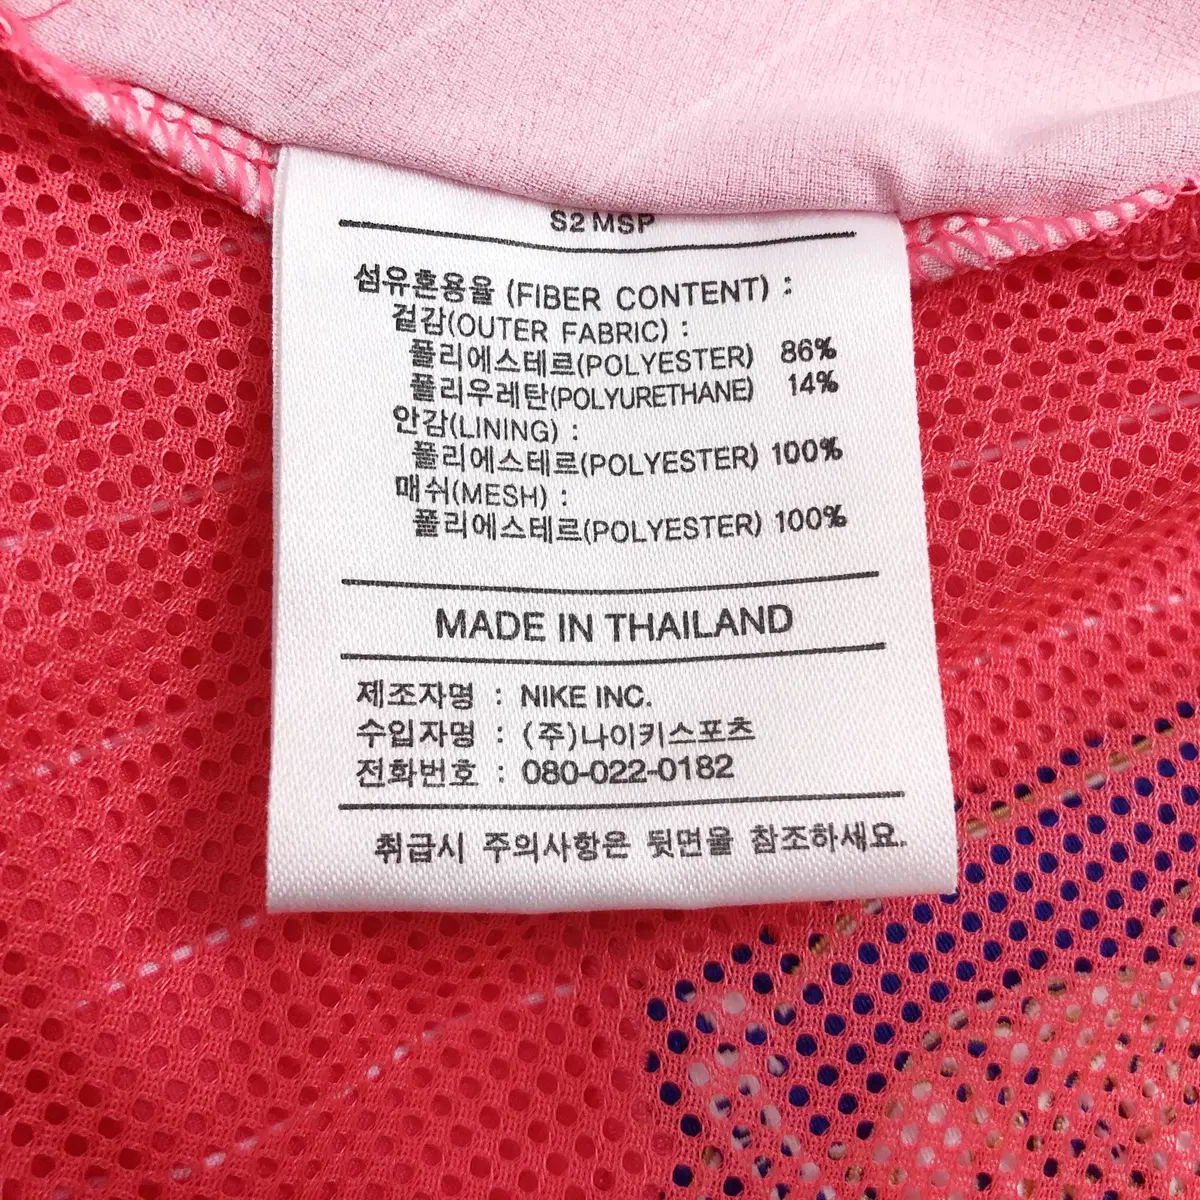 S2 MSP
섬유혼용율 (FIBER CONTENT) :
겉감(OUTER FABRIC) :
폴리에스테르(POLYESTER) 86%
폴리우레탄(POLYURETHANE) 14%
안감(LINING) :
폴리에스테르(POLYESTER) 100%
매쉬(MESH) :
폴리에스테르(POLYESTER) 100%
MADE IN THAILAND
제조자명 : NIKE INC.
수입자명 : (주)나이키스포츠
전화번호 : 080-022-0182
취급시 주의사항은 뒷면을 참조하세요.